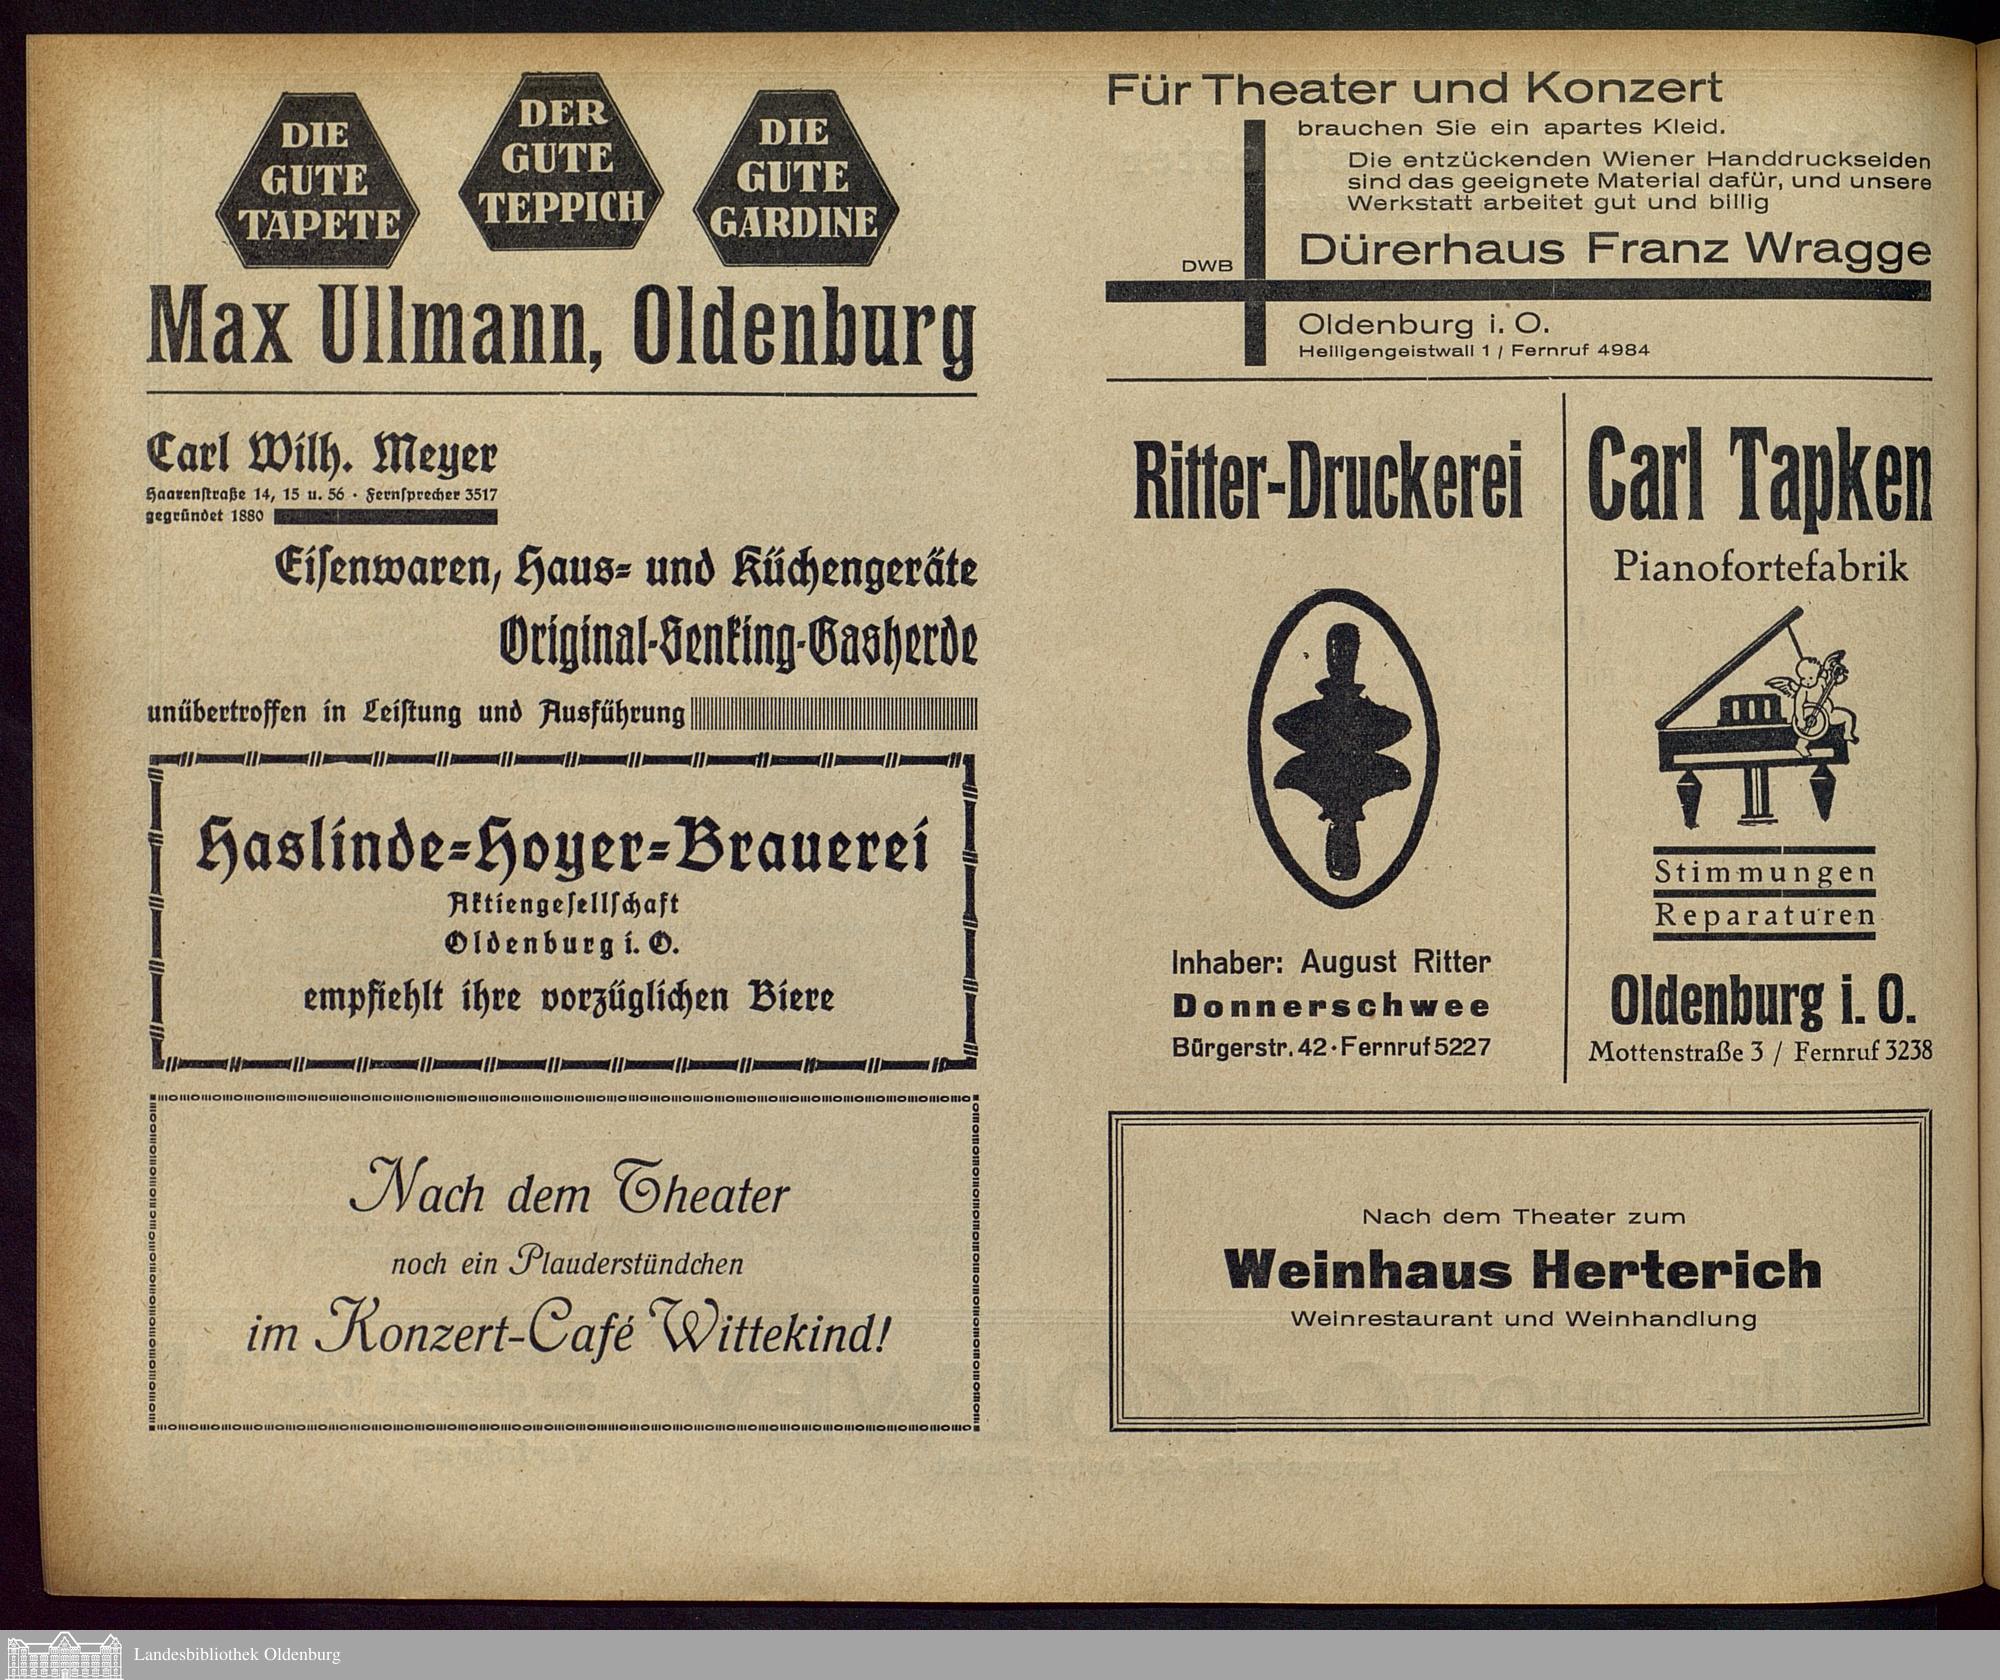 DIE
GUTE
TAPETE
DER
GUTE
TEPPICH
DIE
GUTE
GARDINE
Max Ullmann, Oldenburg
Carl Wilh. Meyer
Haarenſtraße 14, 15 u. 56 · Fernſprecher 3517
gegründet 1880
Eiſenwaren, Haus- und Küchengeräte
Original-Senking-Gasherde
unübertroffen in Leiſtung und Ausführung
Haslinde-Hoyer-Brauerei
Aktiengeſellſchaft
Oldenburg i. O.
empfiehlt ihre vorzüglichen Biere
Nach dem Theater
noch ein Plauderstündchen
im Konzert-Café Wittekind!
Für Theater und Konzert
brauchen Sie ein apartes Kleid.
Die entzückenden Wiener Handdruckseiden
sind das geeignete Material dafür, und unsere
Werkstatt arbeitet gut und billig
Dürerhaus Franz Wragge
DWB
Oldenburg i. O.
Heiligengeistwall 1 / Fernruf 4984
Ritter-Druckerei
Inhaber: August Ritter
Donnerschwee
Bürgerstr. 42 · Fernruf 5227
Carl Tapken
Pianofortefabrik
Stimmungen
Reparaturen
Oldenburg i. O.
Mottenstraße 3 / Fernruf 3238
Nach dem Theater zum
Weinhaus Herterich
Weinrestaurant und Weinhandlung
Landesbibliothek Oldenburg